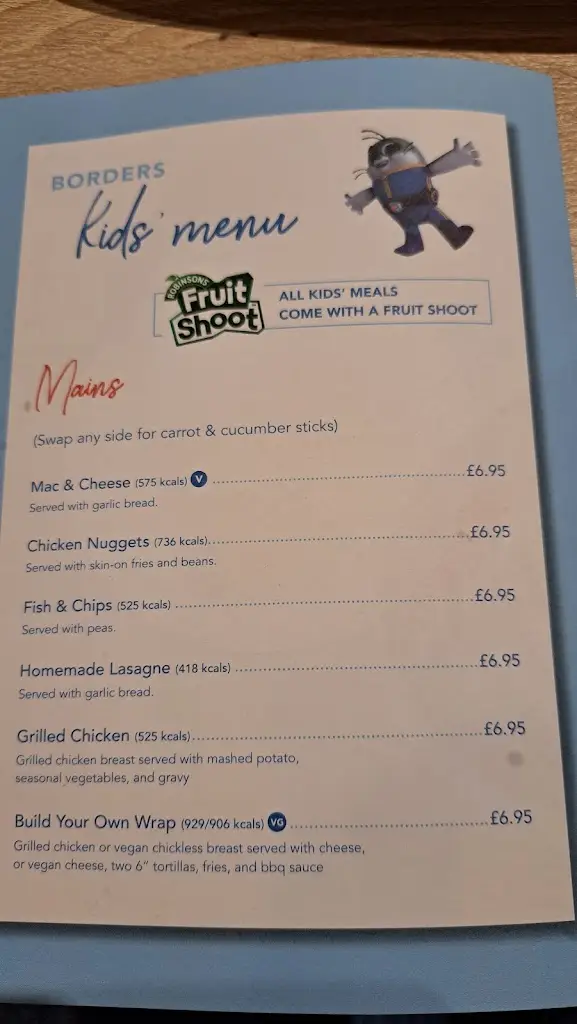 BORDERS
Kids' menu
ROBINSONS
Fruit
Shoot
ALL KIDS' MEALS
COME WITH A FRUIT SHOOT
Mains
(Swap any side for carrot & cucumber sticks)
Mac & Cheese (575 kcals) V ........ £6.95
Served with garlic bread.
Chicken Nuggets (736 kcals)........ £6.95
Served with skin-on fries and beans.
Fish & Chips (525 kcals) ........ £6.95
Served with peas.
Homemade Lasagne (418 kcals) ........ £6.95
Served with garlic bread.
Grilled Chicken (525 kcals)........ £6.95
Grilled chicken breast served with mashed potato,
seasonal vegetables, and gravy
Build Your Own Wrap (929/906 kcals) VG ........ £6.95
Grilled chicken or vegan chickless breast served with cheese,
or vegan cheese, two 6" tortillas, fries, and bbq sauce